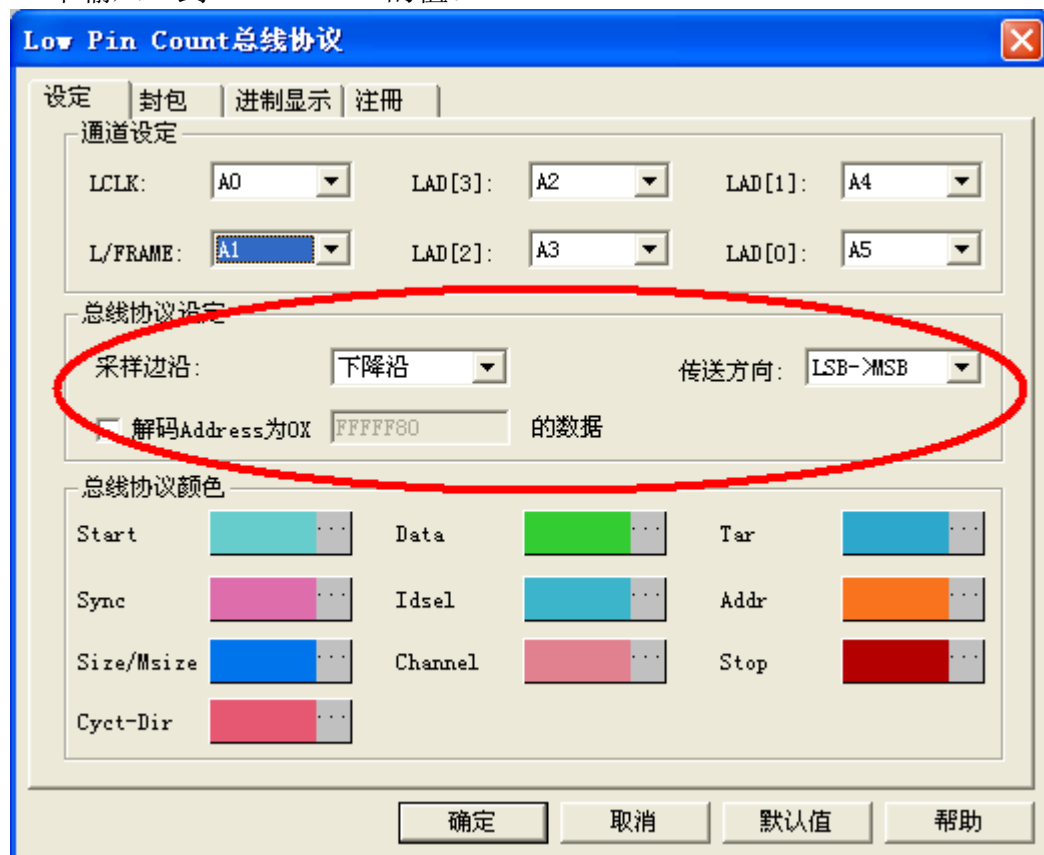 Low Pin Count总线协议
设定 封包 进制显示 注冊
通道设定
LCLK: A0 LAD[3]: A2 LAD[1]: A4
L/FRAME: A1 LAD[2]: A3 LAD[0]: A5
总线协议设定
采样边沿: 下降沿 传送方向: LSB->MSB
解码Address为0X FFFFF80 的数据
总线协议颜色
Start ... Data ... Tar ...
Sync ... Idsel ... Addr ...
Size/Msize ... Channel ... Stop ...
Cyct-Dir ...
确定 取消 默认值 帮助